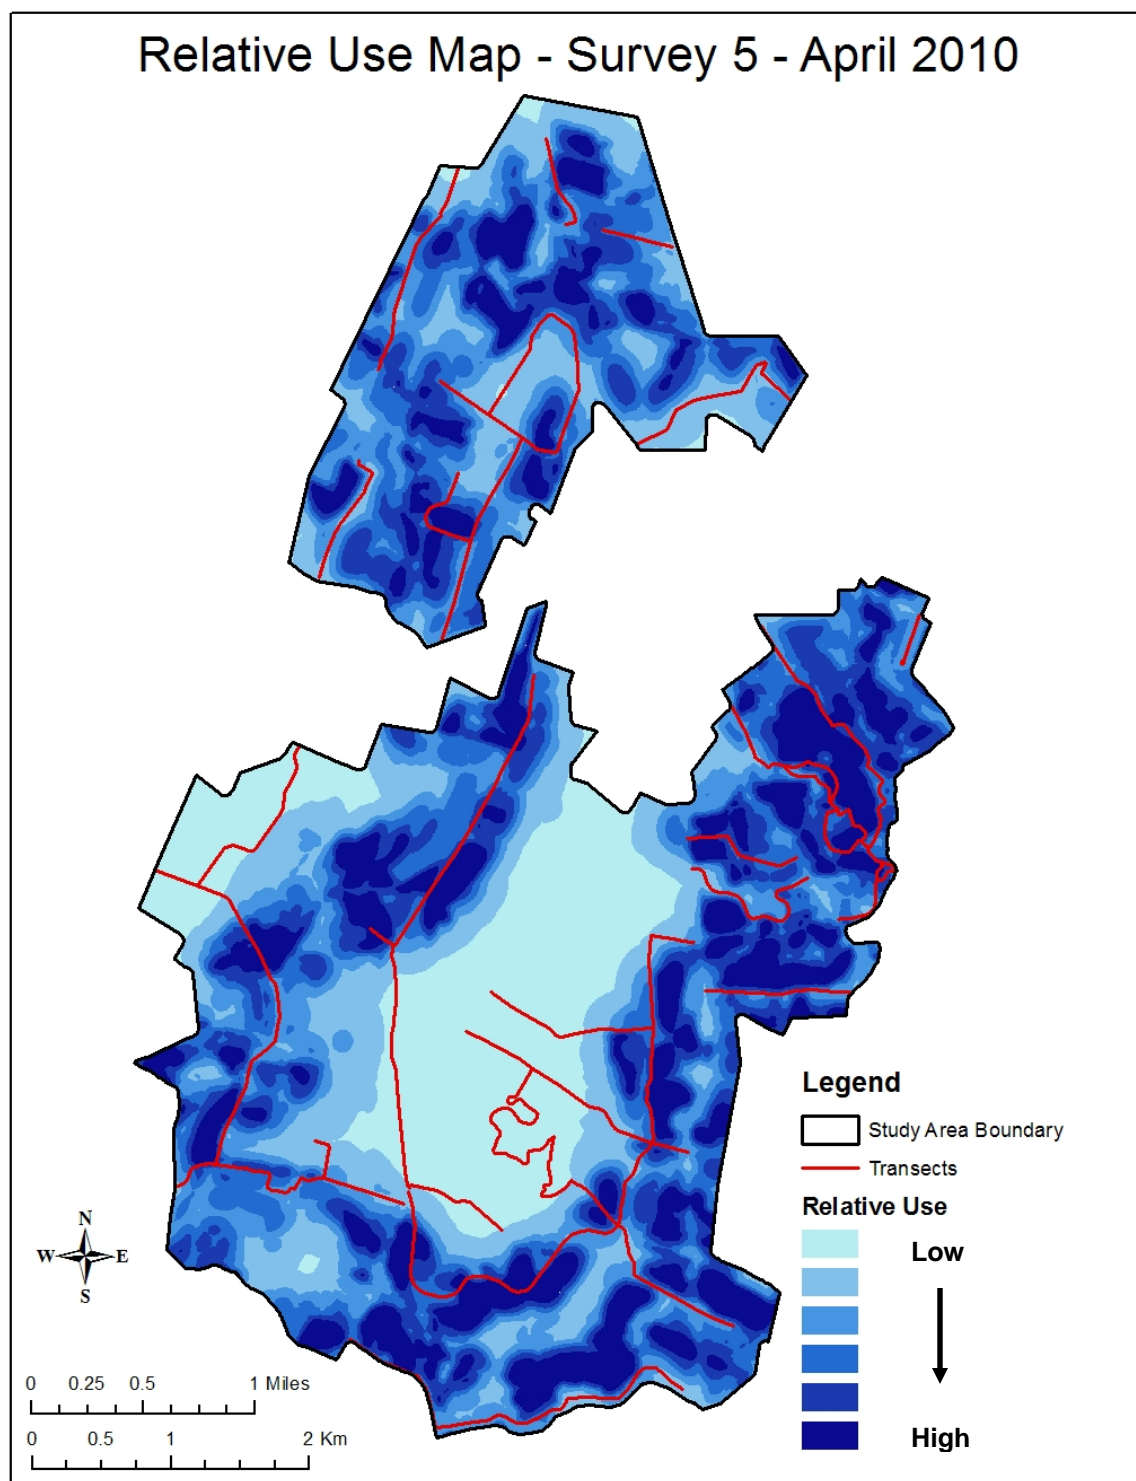 Relative Use Map - Survey 5 - April 2010
Legend
Study Area Boundary
Transects
Relative Use
Low
High
N
W E
S
0 0.25 0.5 1 Miles
0 0.5 1 2 Km